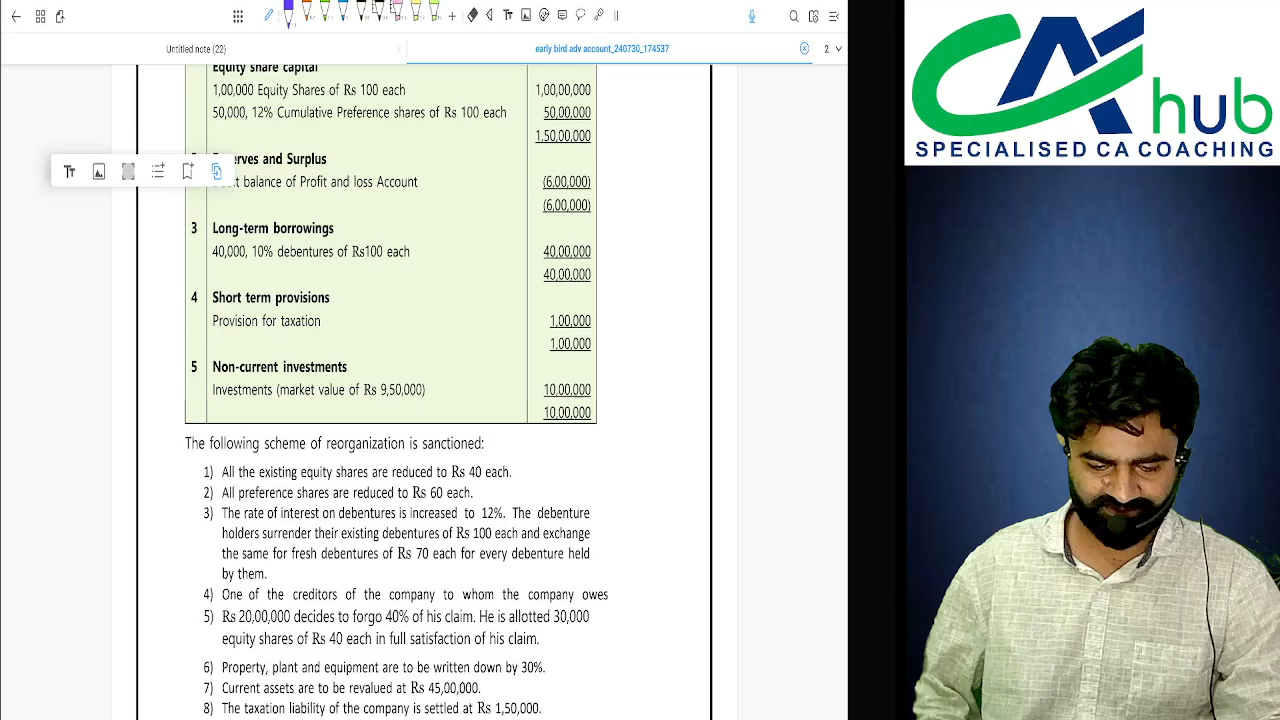 Untitled note (22)
early bird adv account_240730_174537
2
Equity share capital
1,00,000 Equity Shares of Rs 100 each 1,00,00,000
50,000, 12% Cumulative Preference shares of Rs 100 each 50,00,000
1,50,00,000
erves and Surplus
t balance of Profit and loss Account (6,00,000)
(6,00,000)
3 Long-term borrowings
40,000, 10% debentures of Rs100 each 40,00,000
40,00,000
4 Short term provisions
Provision for taxation 1,00,000
1,00,000
5 Non-current investments
Investments (market value of Rs 9,50,000) 10,00,000
10,00,000
The following scheme of reorganization is sanctioned:
1) All the existing equity shares are reduced to Rs 40 each.
2) All preference shares are reduced to Rs 60 each.
3) The rate of interest on debentures is increased to 12%. The debenture
holders surrender their existing debentures of Rs 100 each and exchange
the same for fresh debentures of Rs 70 each for every debenture held
by them.
4) One of the creditors of the company to whom the company owes
5) Rs 20,00,000 decides to forgo 40% of his claim. He is allotted 30,000
equity shares of Rs 40 each in full satisfaction of his claim.
6) Property, plant and equipment are to be written down by 30%.
7) Current assets are to be revalued at Rs 45,00,000.
8) The taxation liability of the company is settled at Rs 1,50,000.
CA hub
SPECIALISED CA COACHING